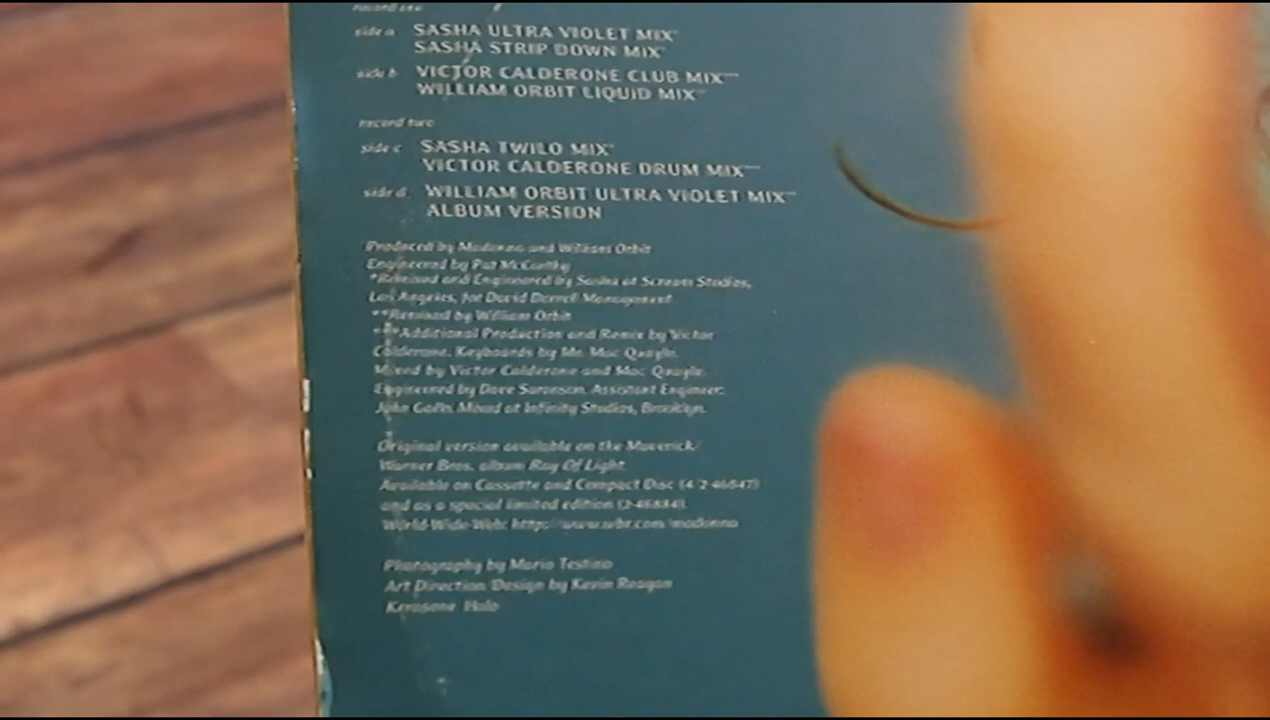 record one
side a SASHA ULTRA VIOLET MIX*
SASHA STRIP DOWN MIX*
side b VICTOR CALDERONE CLUB MIX***
WILLIAM ORBIT LIQUID MIX**
record two
side c SASHA TWILO MIX*
VICTOR CALDERONE DRUM MIX***
side d WILLIAM ORBIT ULTRA VIOLET MIX**
ALBUM VERSION
Produced by Madonna and William Orbit
Engineered by Pat McCarthy
*Remixed and Engineered by Sasha at Scream Studios,
Los Angeles, for David Dorrell Management
**Remixed by William Orbit
***Additional Production and Remix by Victor
Calderone. Keyboards by Mr. Mac Quayle.
Mixed by Victor Calderone and Mac Quayle.
Engineered by Dave Suronson. Assistant Engineer:
John Mixed at Infinity Studios, Brooklyn.
Original version available on the Maverick/
Warner Bros. album Ray Of Light
Available on Cassette and Compact Disc (4/2-46847)
and as a special limited edition (2-46884).
World-Wide-Web: http://www.wbr.com/madonna
Photography by Mario Testino
Art Direction/Design by Kevin Reagan
Kerosene Halo